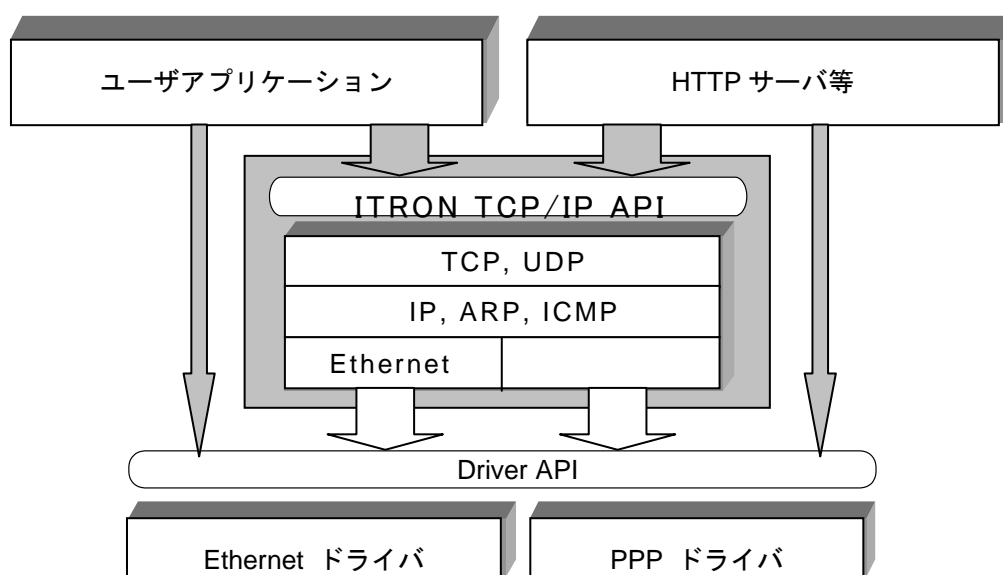 ユーザアプリケーション
HTTP サーバ等
ITRON TCP/IP API
TCP, UDP
IP, ARP, ICMP
Ethernet
Driver API
Ethernet ドライバ
PPP ドライバ